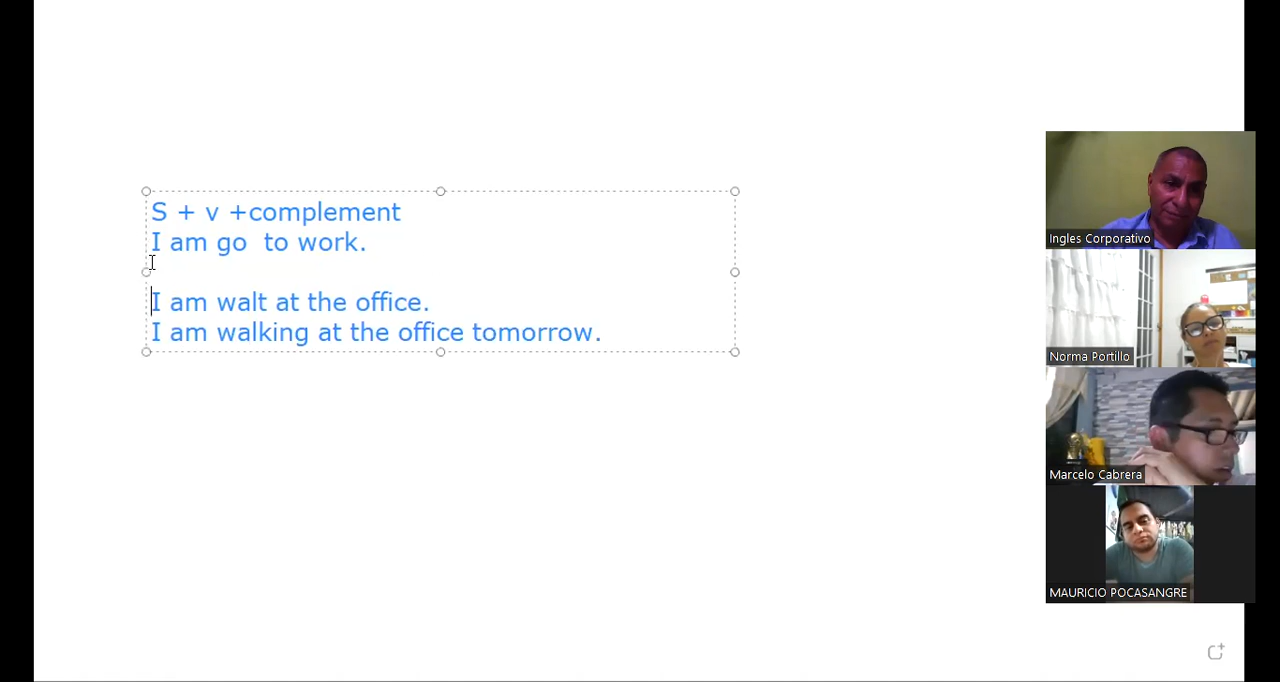 S + v +complement
I am go  to work.
I am walt at the office.
I am walking at the office tomorrow.
Ingles Corporativo
Norma Portillo
Marcelo Cabrera
MAURICIO POCASANGRE